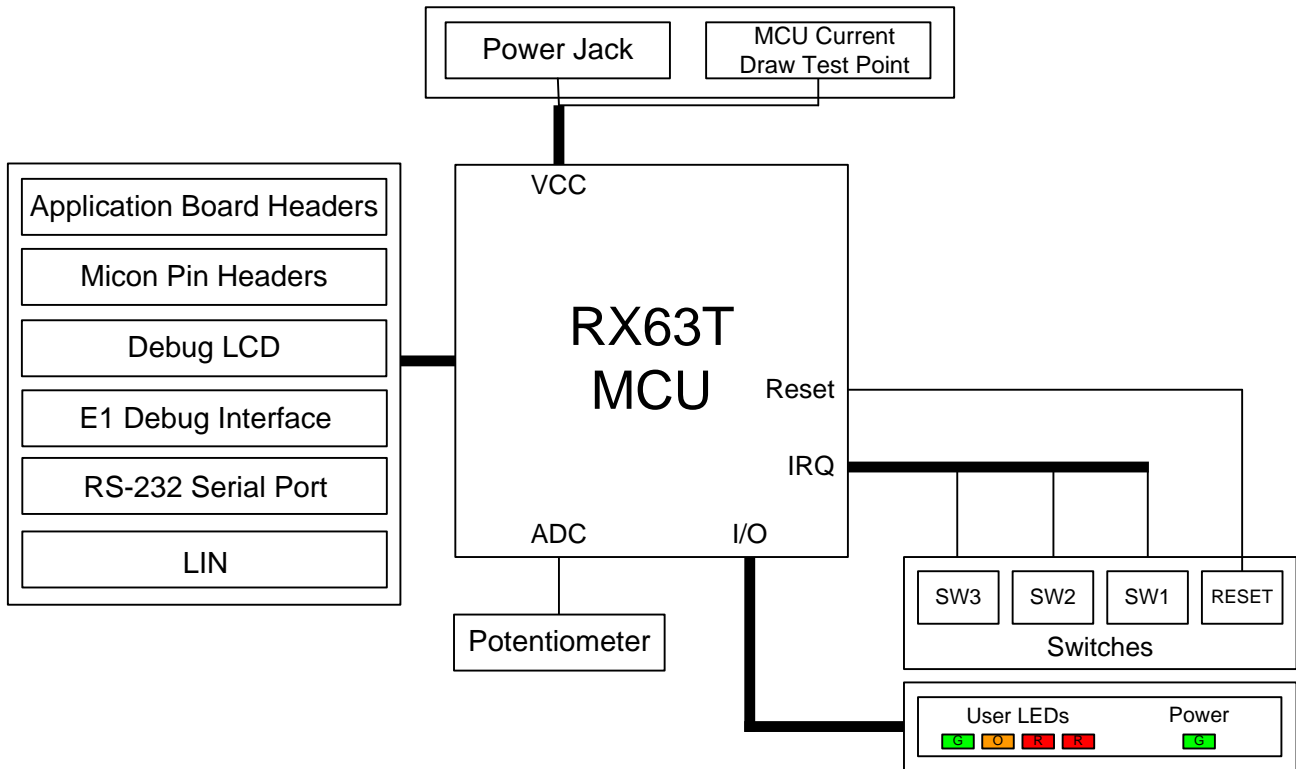 Power Jack
MCU Current
Draw Test Point
Application Board Headers
Micon Pin Headers
Debug LCD
E1 Debug Interface
RS-232 Serial Port
LIN
VCC
RX63T
MCU
Reset
IRQ
ADC
I/O
Potentiometer
SW3
SW2
SW1
RESET
Switches
User LEDs
Power
G
O
R
R
G